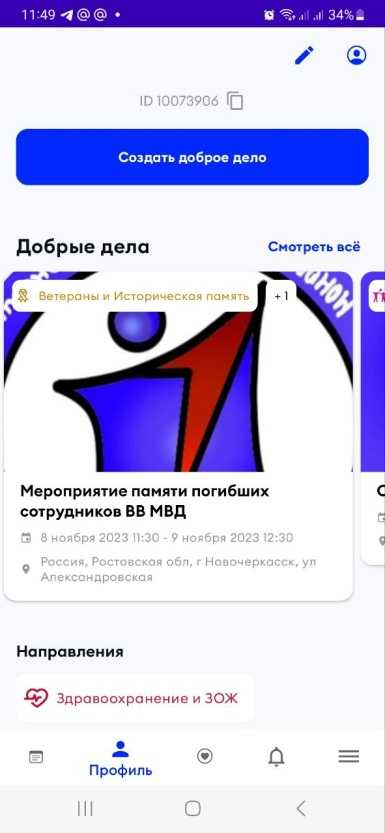 11:49
34%
ID 10073906
Создать доброе дело
Добрые дела
Смотреть всё
Ветераны и Историческая память
+ 1
Мероприятие памяти погибших
сотрудников ВВ МВД
8 ноября 2023 11:30 - 9 ноября 2023 12:30
Россия, Ростовская обл, г Новочеркасск, ул
Александровская
Направления
Здравоохранение и ЗОЖ
Профиль